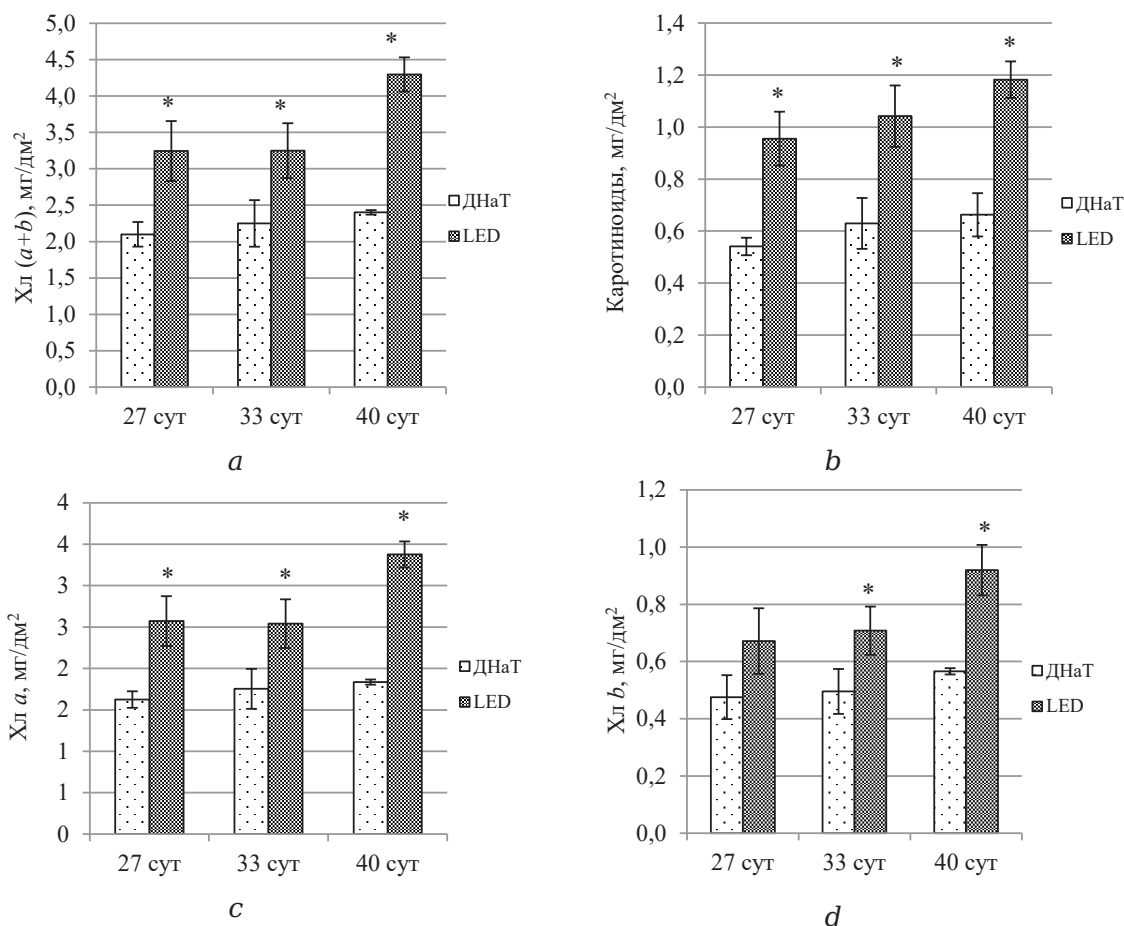 Хл (a+b), мг/дм²
5,0
4,5
4,0
3,5
3,0
2,5
2,0
1,5
1,0
0,5
0,0
*
*
*
27 сут
33 сут
40 сут
ДНаТ
LED
a
Каротиноиды, мг/дм²
1,4
1,2
1,0
0,8
0,6
0,4
0,2
0,0
*
*
*
27 сут
33 сут
40 сут
ДНаТ
LED
b
Хл a, мг/дм²
4
4
3
3
2
2
1
1
0
*
*
*
27 сут
33 сут
40 сут
ДНаТ
LED
c
Хл b, мг/дм²
1,2
1,0
0,8
0,6
0,4
0,2
0,0
*
*
27 сут
33 сут
40 сут
ДНаТ
LED
d